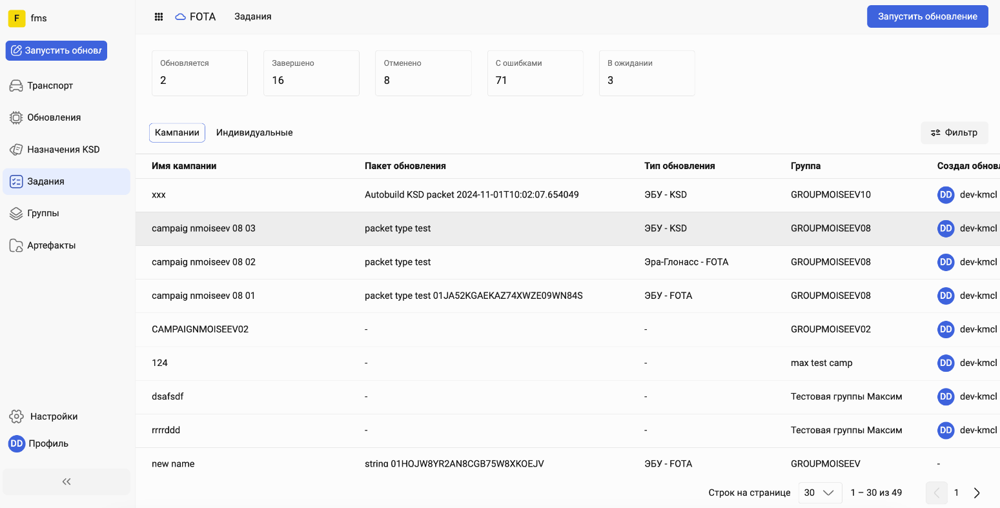 F fms
Запустить обновл
Транспорт
Обновления
Назначения KSD
Задания
Группы
Артефакты
Настройки
DD Профиль
FOTA Задания
Запустить обновление
Обновляется Завершено Отменено С ошибками В ожидании
2 16 8 71 3
Кампании Индивидуальные Фильтр
Имя кампании Пакет обновления Тип обновления Группа Создал обновл
xxx Autobuild KSD packet 2024-11-01T10:02:07.654049 ЭБУ - KSD GROUPMOISEEV10 DD dev-kmcl
campaig nmoiseev 08 03 packet type test ЭБУ - KSD GROUPMOISEEV08 DD dev-kmcl
campaig nmoiseev 08 02 packet type test Эра-Глонасс - FOTA GROUPMOISEEV08 DD dev-kmcl
campaig nmoiseev 08 01 packet type test 01JA52KGAEKAZ74XWZE09WN84S ЭБУ - FOTA GROUPMOISEEV08 DD dev-kmcl
CAMPAIGNMOISEEV02 - - GROUPMOISEEV02 DD dev-kmcl
124 - - max test camp DD dev-kmcl
dsafsdf - - Тестовая группы Максим DD dev-kmcl
rrrrddd - - Тестовая группы Максим DD dev-kmcl
new name string 01HOJW8YR2AN8CGB75W8XKOEJV ЭБУ - FOTA GROUPMOISEEV -
Строк на странице 30 1 – 30 из 49 1